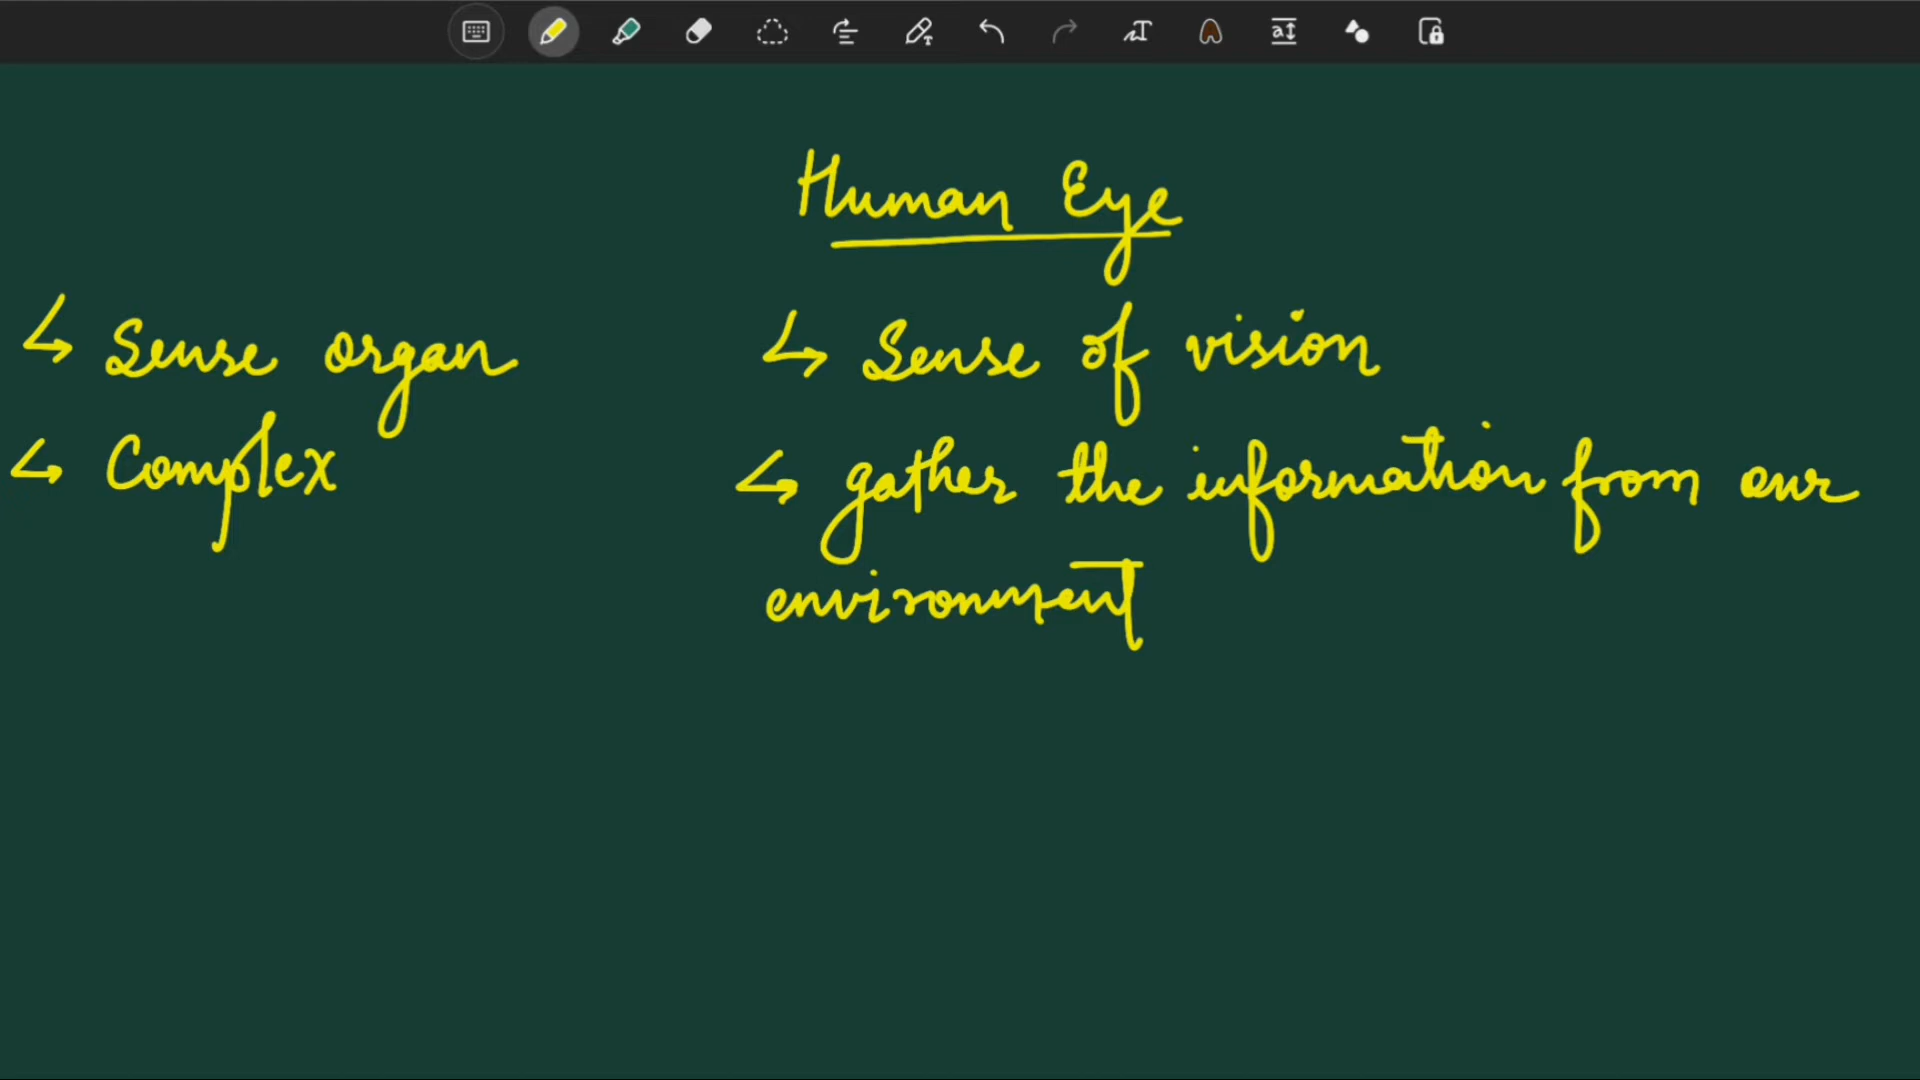 Human Eye
↳ Sense organ
↳ Complex
↳ Sense of vision
↳ gather the information from our
environment